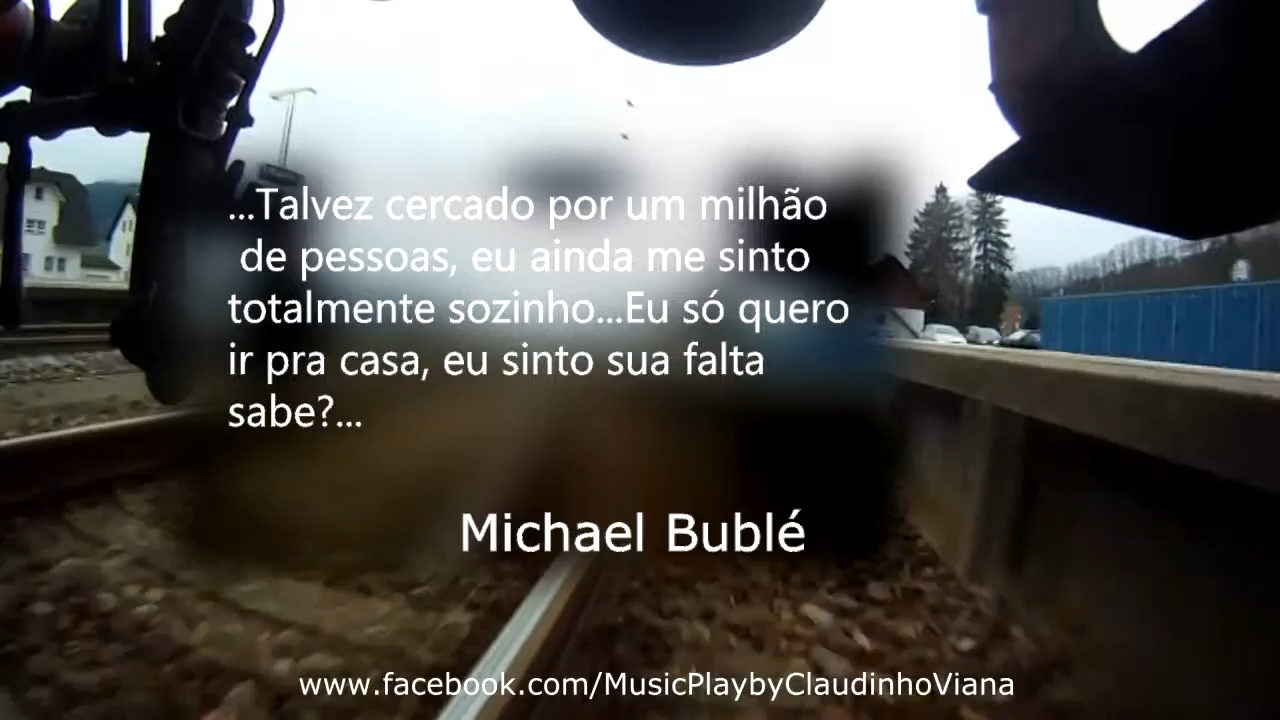 ...Talvez cercado por um milhão
de pessoas, eu ainda me sinto
totalmente sozinho...Eu só quero
ir pra casa, eu sinto sua falta
sabe?...
Michael Bublé
www.facebook.com/MusicPlaybyClaudinhoViana